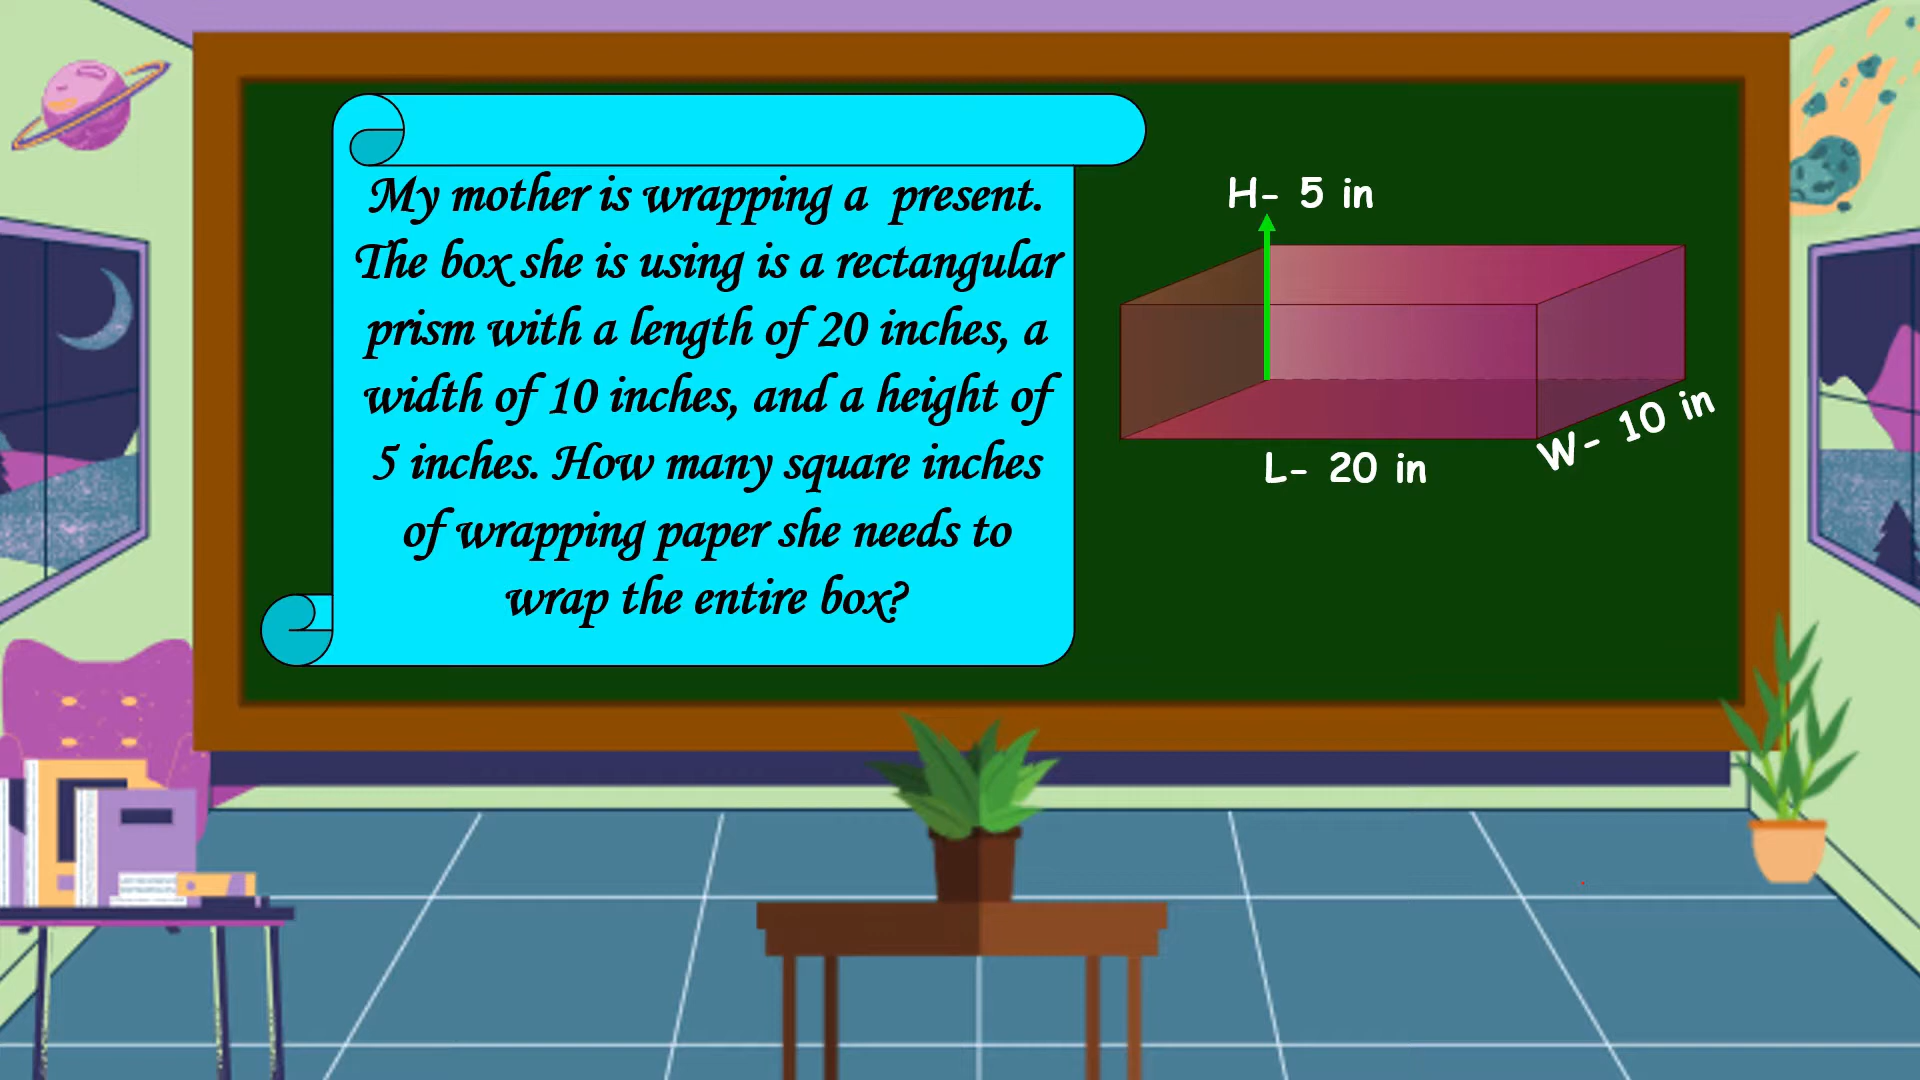 My mother is wrapping a present.
The box she is using is a rectangular
prism with a length of 20 inches, a
width of 10 inches, and a height of
5 inches. How many square inches
of wrapping paper she needs to
wrap the entire box?
H- 5 in
W- 10 in
L- 20 in